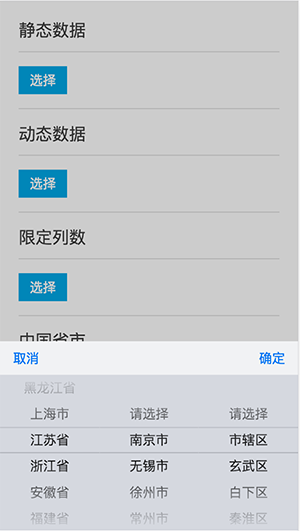 静态数据
选择
动态数据
选择
限定列数
选择
中国省市
取消 确定
黑龙江省
上海市 请选择 请选择
江苏省 南京市 市辖区
浙江省 无锡市 玄武区
安徽省 徐州市 白下区
福建省 常州市 秦淮区